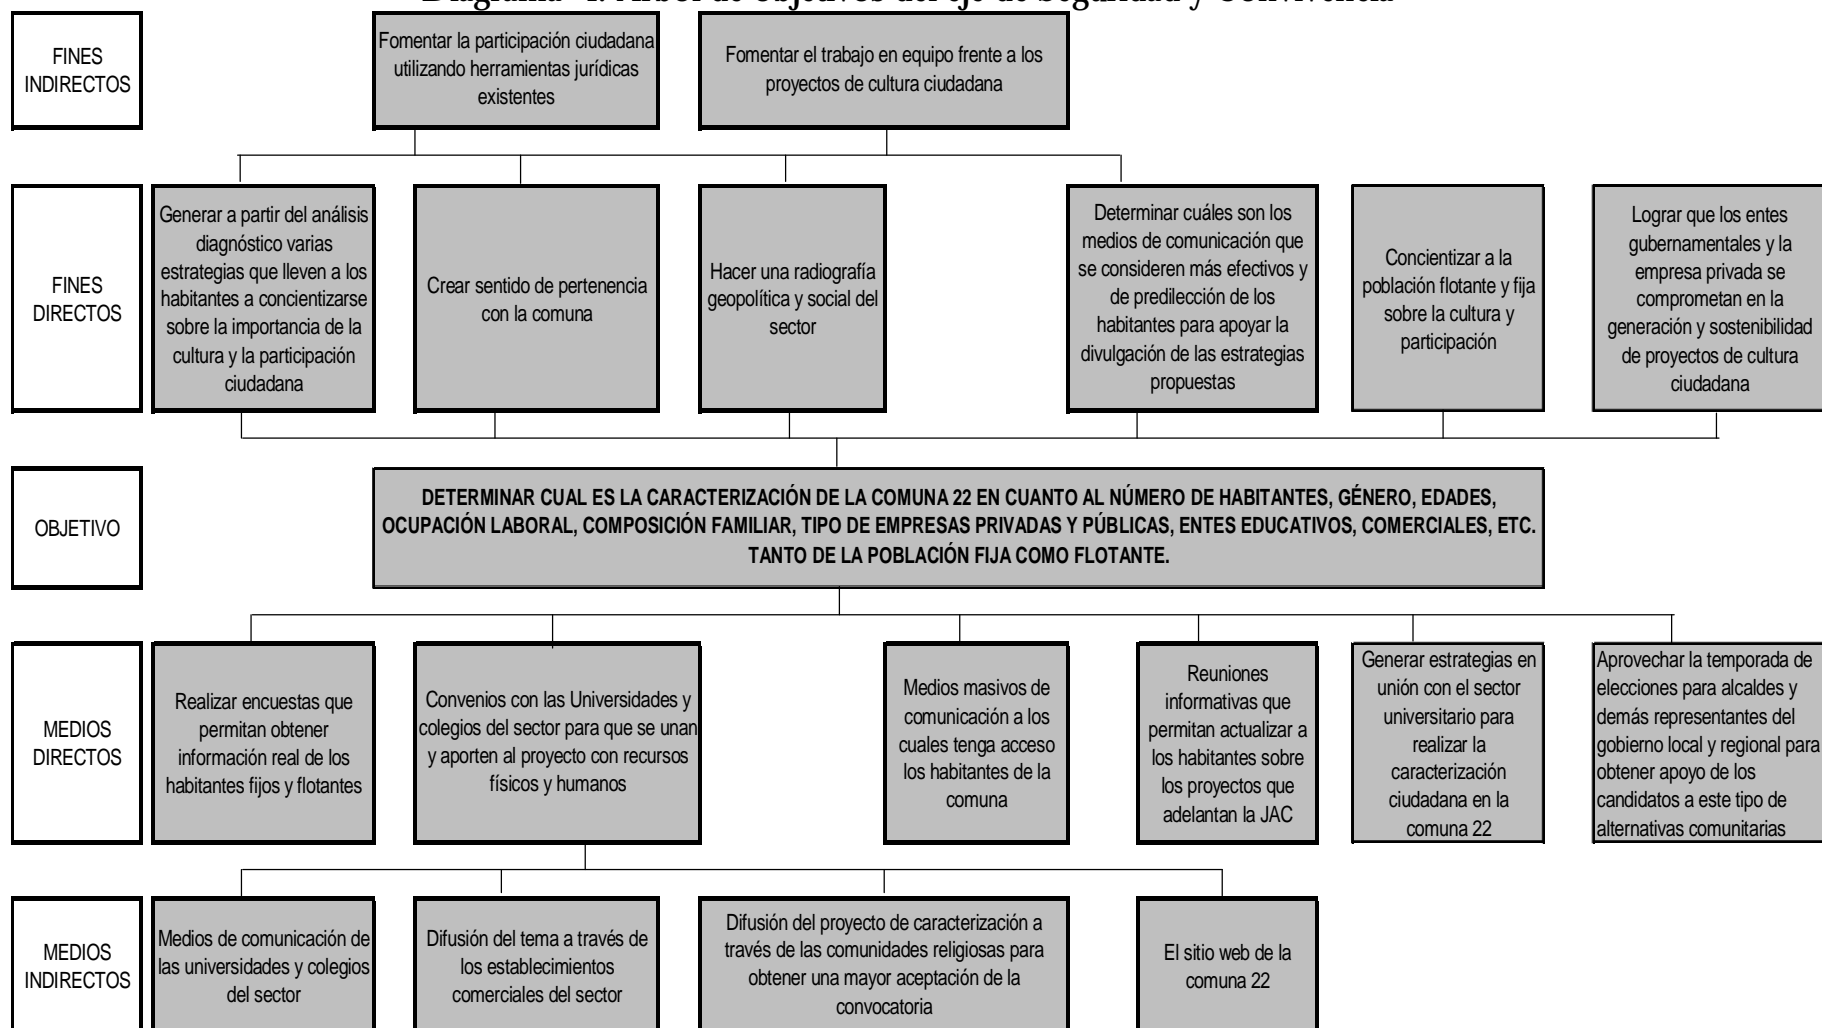 Diagrama 4. Árbol de Objetivos del eje de Seguridad y Convivencia
FINES
INDIRECTOS
Fomentar la participación ciudadana
utilizando herramientas jurídicas
existentes
Fomentar el trabajo en equipo frente a los
proyectos de cultura ciudadana
FINES
DIRECTOS
Generar a partir del análisis
diagnóstico varias
estrategias que lleven a los
habitantes a concientizarse
sobre la importancia de la
cultura y la participación
ciudadana
Crear sentido de pertenencia
con la comuna
Hacer una radiografía
geopolítica y social del
sector
Determinar cuáles son los
medios de comunicación que
se consideren más efectivos y
de predilección de los
habitantes para apoyar la
divulgación de las estrategias
propuestas
Concientizar a la
población flotante y fija
sobre la cultura y
participación
Lograr que los entes
gubernamentales y la
empresa privada se
comprometan en la
generación y sostenibilidad
de proyectos de cultura
ciudadana
OBJETIVO
DETERMINAR CUAL ES LA CARACTERIZACIÓN DE LA COMUNA 22 EN CUANTO AL NÚMERO DE HABITANTES, GÉNERO, EDADES,
OCUPACIÓN LABORAL, COMPOSICIÓN FAMILIAR, TIPO DE EMPRESAS PRIVADAS Y PÚBLICAS, ENTES EDUCATIVOS, COMERCIALES, ETC.
TANTO DE LA POBLACIÓN FIJA COMO FLOTANTE.
MEDIOS
DIRECTOS
Realizar encuestas que
permitan obtener
información real de los
habitantes fijos y flotantes
Convenios con las Universidades y
colegios del sector para que se unan
y aporten al proyecto con recursos
físicos y humanos
Medios masivos de
comunicación a los
cuales tenga acceso
los habitantes de la
comuna
Reuniones
informativas que
permitan actualizar a
los habitantes sobre
los proyectos que
adelantan la JAC
Generar estrategias en
unión con el sector
universitario para
realizar la
caracterización
ciudadana en la
comuna 22
Aprovechar la temporada de
elecciones para alcaldes y
demás representantes del
gobierno local y regional para
obtener apoyo de los
candidatos a este tipo de
alternativas comunitarias
MEDIOS
INDIRECTOS
Medios de comunicación de
las universidades y colegios
del sector
Difusión del tema a través de
los establecimientos
comerciales del sector
Difusión del proyecto de caracterización a
través de las comunidades religiosas para
obtener una mayor aceptación de la
convocatoria
El sitio web de la
comuna 22